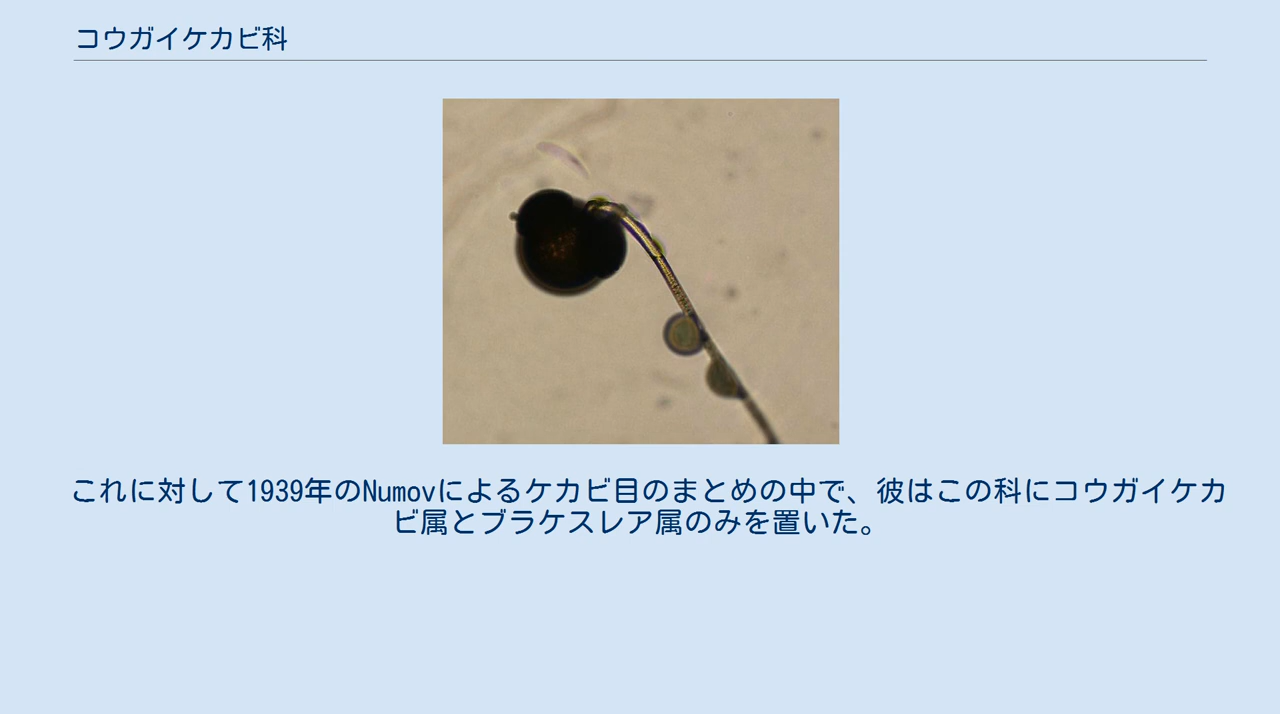 コウガイケカビ科
これに対して1939年のNumovによるケカビ目のまとめの中で、彼はこの科にコウガイケカ
ビ属とブラケスレア属のみを置いた。